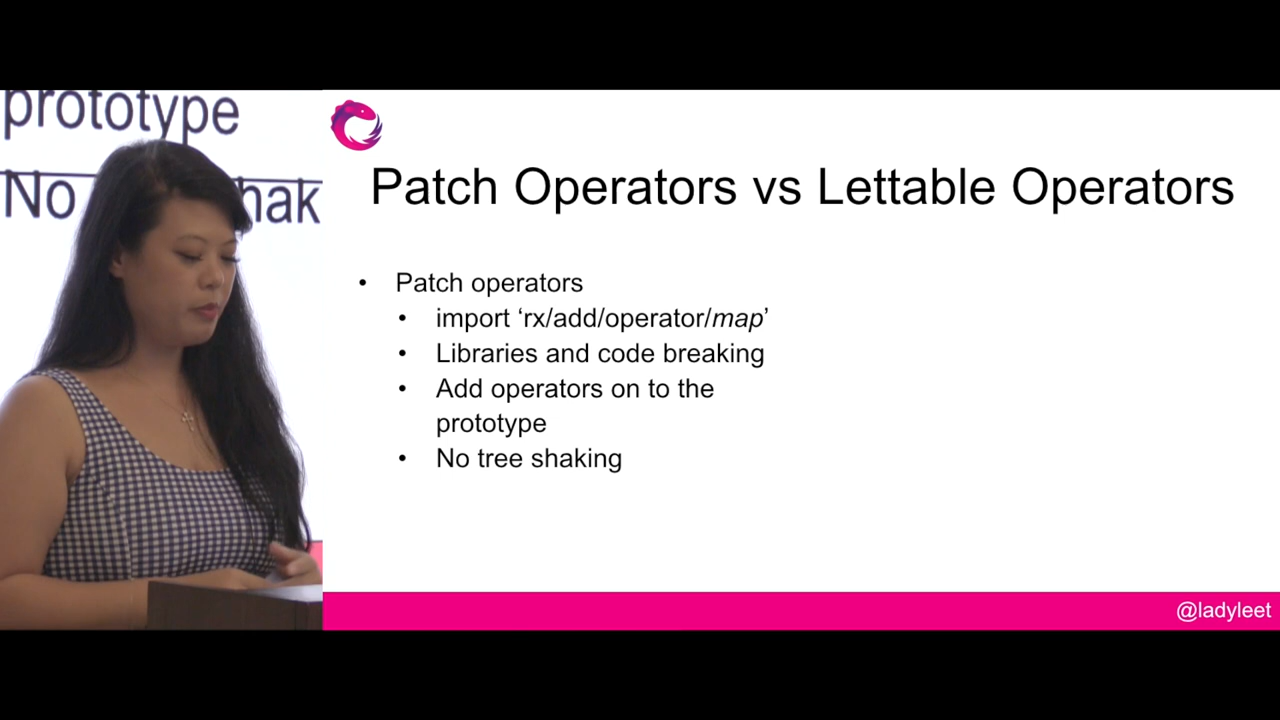 prototype
No hak
Patch Operators vs Lettable Operators
• Patch operators
• import ‘rx/add/operator/map’
• Libraries and code breaking
• Add operators on to the
prototype
• No tree shaking
@ladyleet